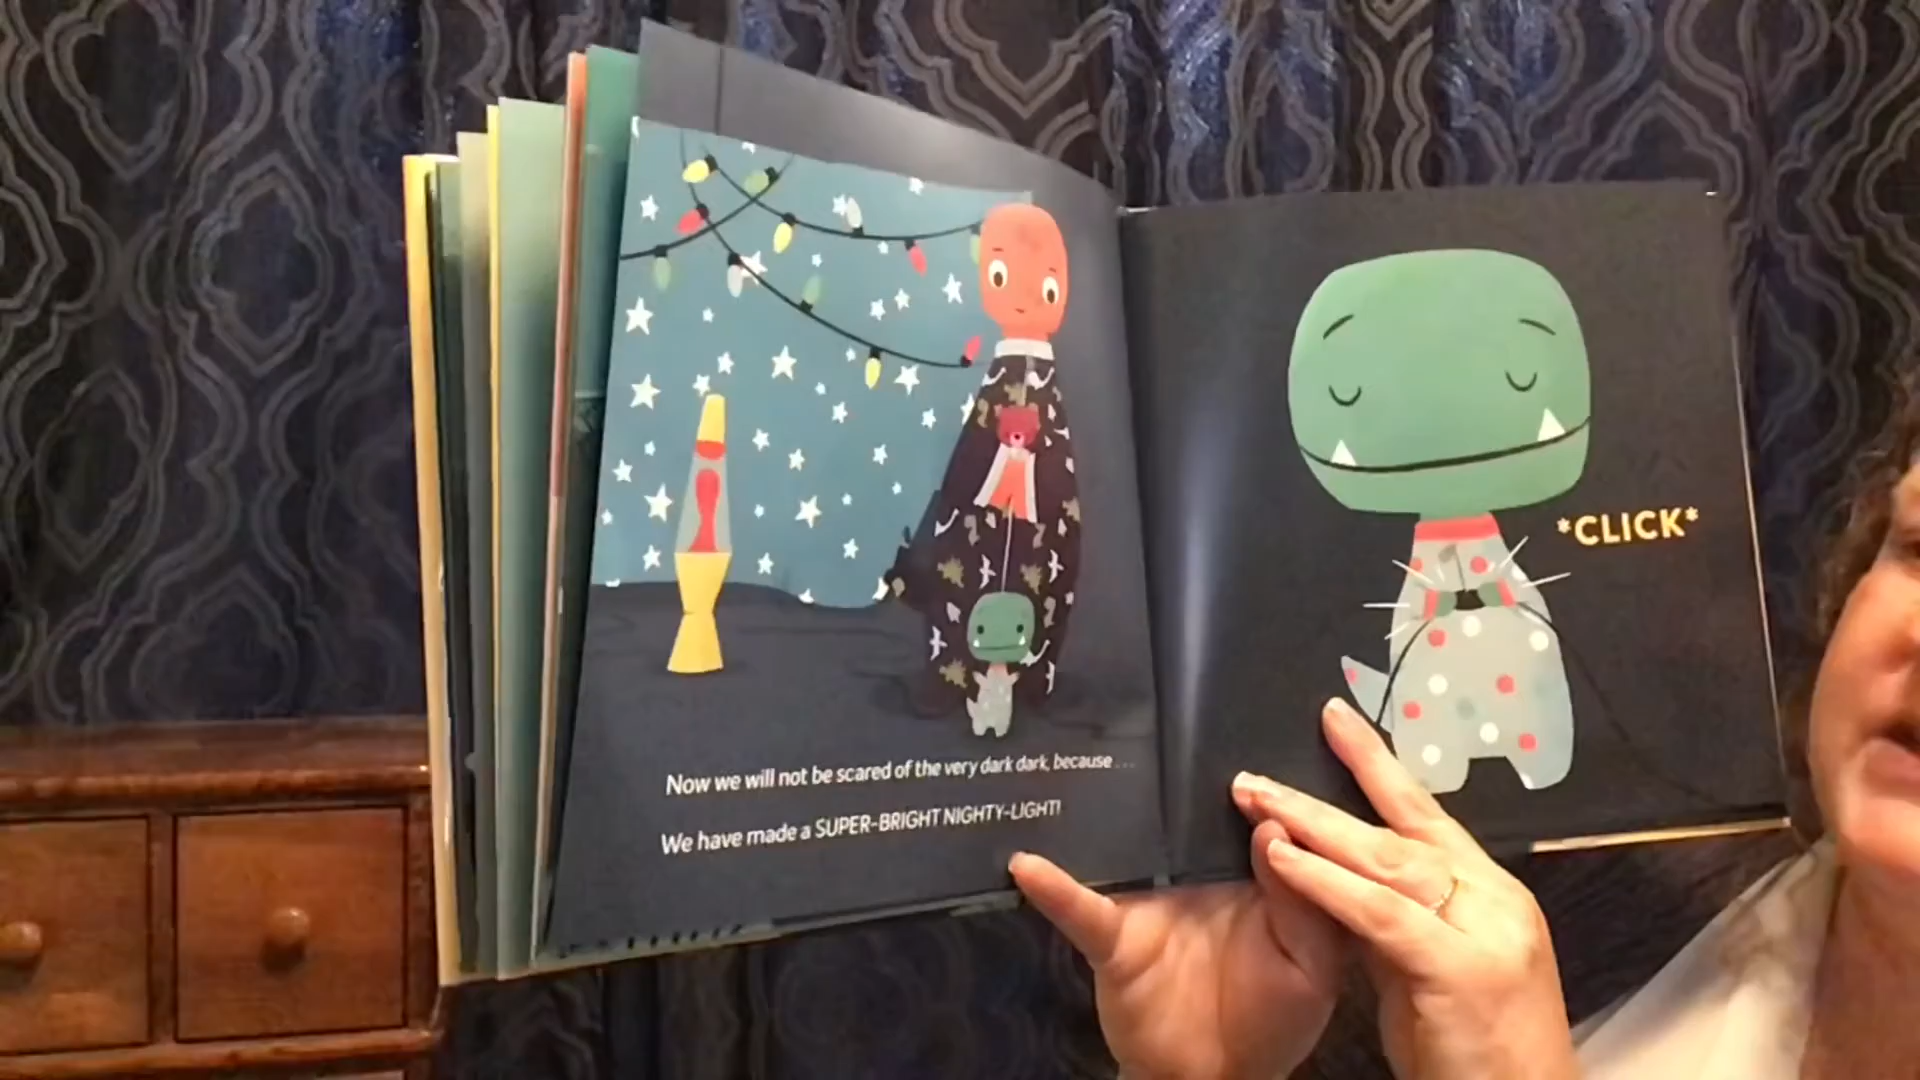 Now we will not be scared of the very dark dark, because ...
We have made a SUPER-BRIGHT NIGHTY-LIGHT!
*CLICK*